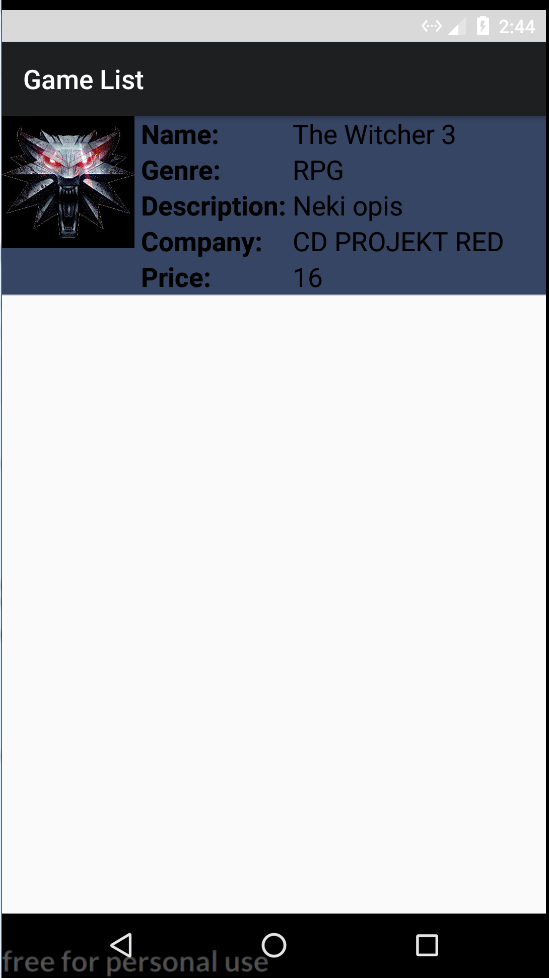 2:44
Game List
Name: The Witcher 3
Genre: RPG
Description: Neki opis
Company: CD PROJEKT RED
Price: 16
free for personal use